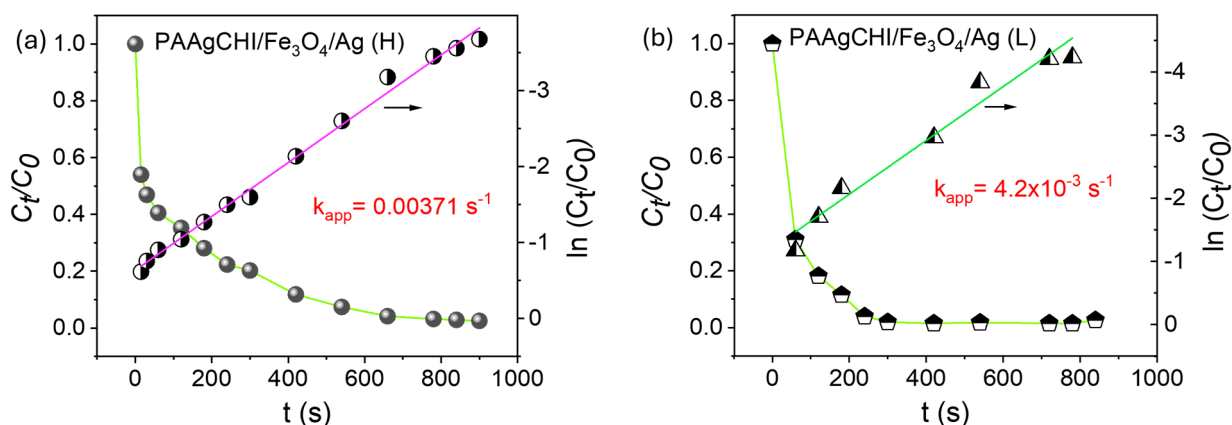 (a)
PAAgCHI/Fe₃O₄/Ag (H)
1.0
0.8
0.6
0.4
0.2
0.0
Cₜ/C₀
-3
-2
-1
0
ln (Cₜ/C₀)
kₐₚₚ= 0.00371 s⁻¹
0
200
400
600
800
1000
t (s)
(b)
PAAgCHI/Fe₃O₄/Ag (L)
1.0
0.8
0.6
0.4
0.2
0.0
Cₜ/C₀
-4
-3
-2
-1
0
ln (Cₜ/C₀)
kₐₚₚ= 4.2x10⁻³ s⁻¹
0
200
400
600
800
1000
t (s)